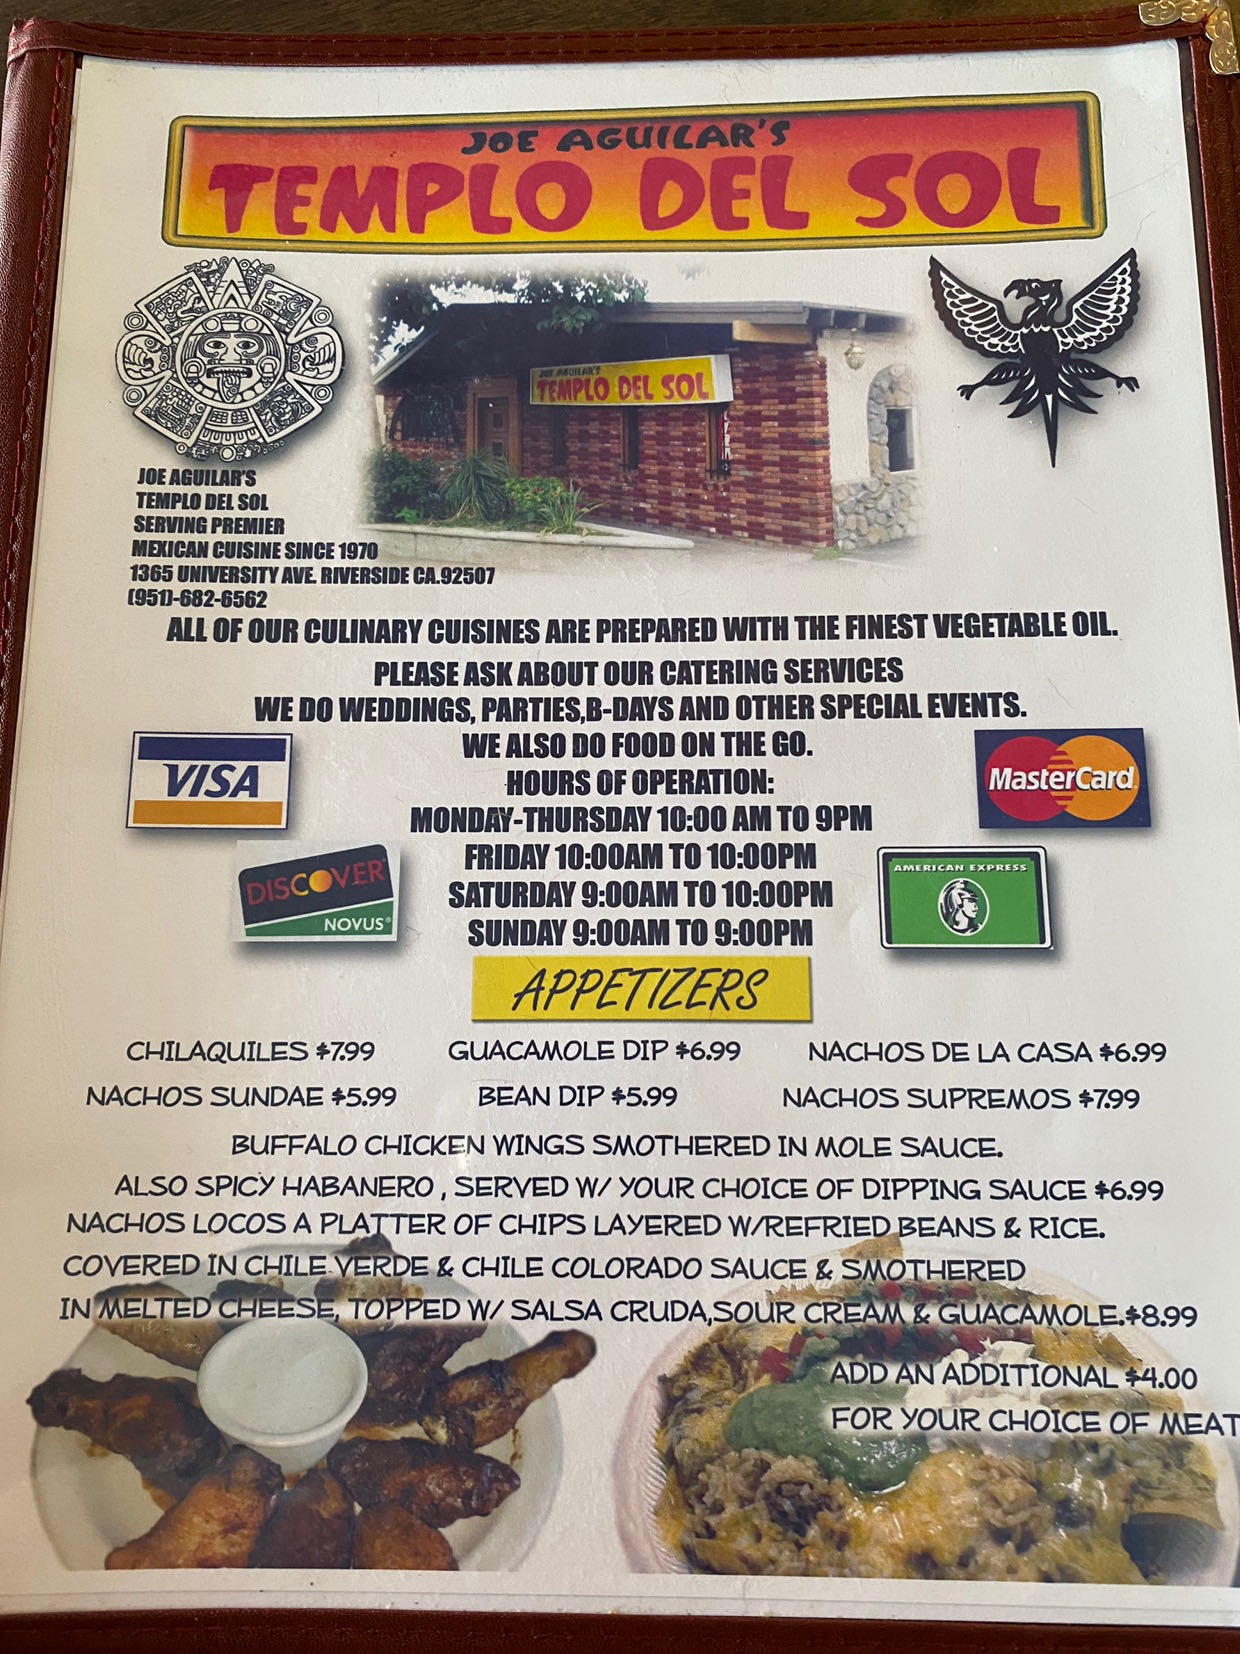 JOE AGUILAR'S
TEMPLO DEL SOL
JOE AGUILAR'S
TEMPLO DEL SOL
JOE AGUILAR'S
TEMPLO DEL SOL
SERVING PREMIER
MEXICAN CUISINE SINCE 1970
1365 UNIVERSITY AVE. RIVERSIDE CA.92507
(951)-682-6562
ALL OF OUR CULINARY CUISINES ARE PREPARED WITH THE FINEST VEGETABLE OIL.
PLEASE ASK ABOUT OUR CATERING SERVICES
WE DO WEDDINGS, PARTIES,B-DAYS AND OTHER SPECIAL EVENTS.
WE ALSO DO FOOD ON THE GO.
VISA
MasterCard
HOURS OF OPERATION:
MONDAY-THURSDAY 10:00 AM TO 9PM
FRIDAY 10:00AM TO 10:00PM
SATURDAY 9:00AM TO 10:00PM
SUNDAY 9:00AM TO 9:00PM
DISCOVER
NOVUS®
AMERICAN EXPRESS
APPETIZERS
CHILAQUILES $7.99 GUACAMOLE DIP $6.99 NACHOS DE LA CASA $6.99
NACHOS SUNDAE $5.99 BEAN DIP $5.99 NACHOS SUPREMOS $7.99
BUFFALO CHICKEN WINGS SMOTHERED IN MOLE SAUCE.
ALSO SPICY HABANERO , SERVED W/ YOUR CHOICE OF DIPPING SAUCE $6.99
NACHOS LOCOS A PLATTER OF CHIPS LAYERED W/REFRIED BEANS & RICE.
COVERED IN CHILE VERDE & CHILE COLORADO SAUCE & SMOTHERED
IN MELTED CHEESE, TOPPED W/ SALSA CRUDA,SOUR CREAM & GUACAMOLE.$8.99
ADD AN ADDITIONAL $4.00
FOR YOUR CHOICE OF MEAT